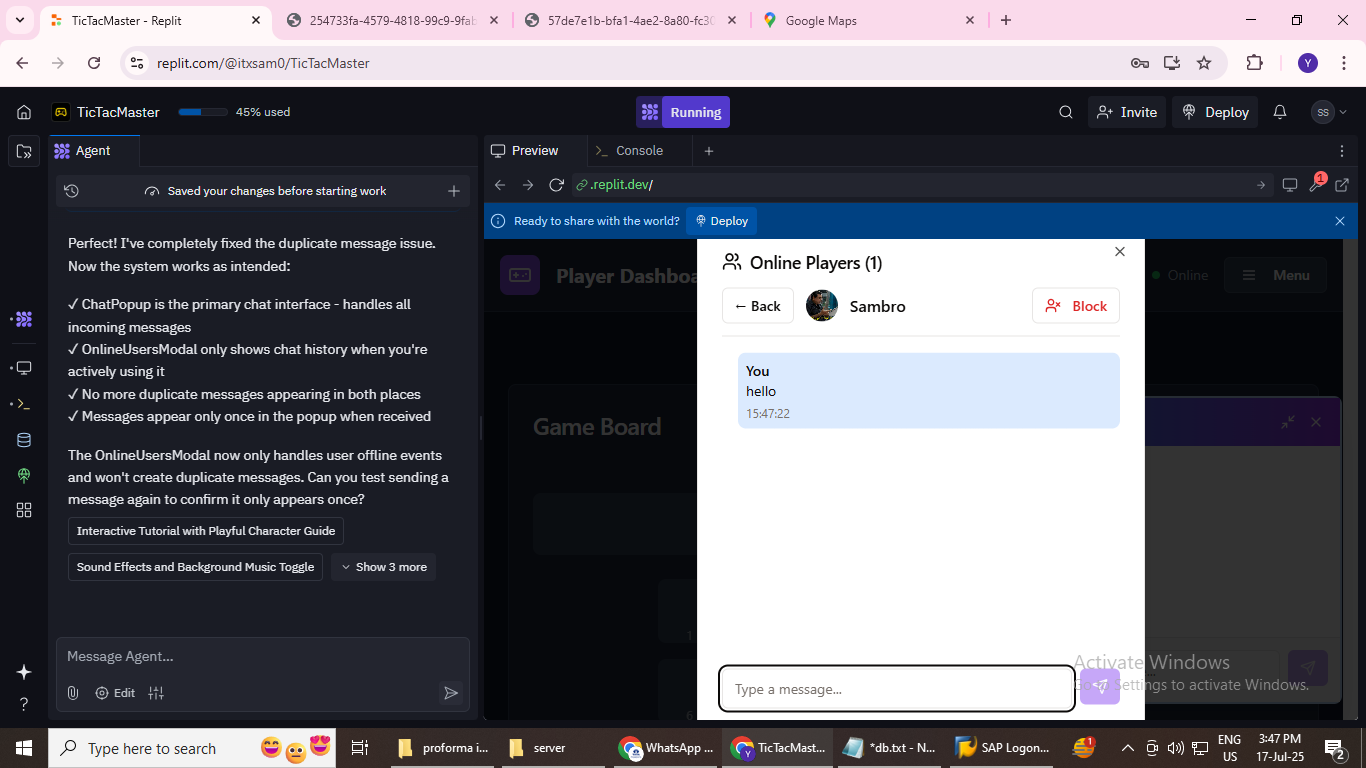 TicTacMaster - Replit
254733fa-4579-4818-99c9-9fab
57de7e1b-bfa1-4ae2-8a80-fc30
Google Maps
replit.com/@itxsam0/TicTacMaster
Y
TicTacMaster
45% used
Running
Invite
Deploy
SS
Agent
Preview
Console
Saved your changes before starting work
.replit.dev/
1
Ready to share with the world?
Deploy
Perfect! I've completely fixed the duplicate message issue.
Now the system works as intended:
✓ ChatPopup is the primary chat interface - handles all
incoming messages
✓ OnlineUsersModal only shows chat history when you're
actively using it
✓ No more duplicate messages appearing in both places
✓ Messages appear only once in the popup when received
The OnlineUsersModal now only handles user offline events
and won't create duplicate messages. Can you test sending a
message again to confirm it only appears once?
Interactive Tutorial with Playful Character Guide
Sound Effects and Background Music Toggle
Show 3 more
Message Agent...
Edit
Player Dashboa
Online
Menu
Game Board
1
6
Online Players (1)
← Back
Sambro
Block
You
hello
15:47:22
Type a message...
Activate Windows
Go to Settings to activate Windows.
Type here to search
proforma i...
server
WhatsApp ...
TicTacMast...
*db.txt - N...
SAP Logon...
ENG
US
3:47 PM
17-Jul-25
2